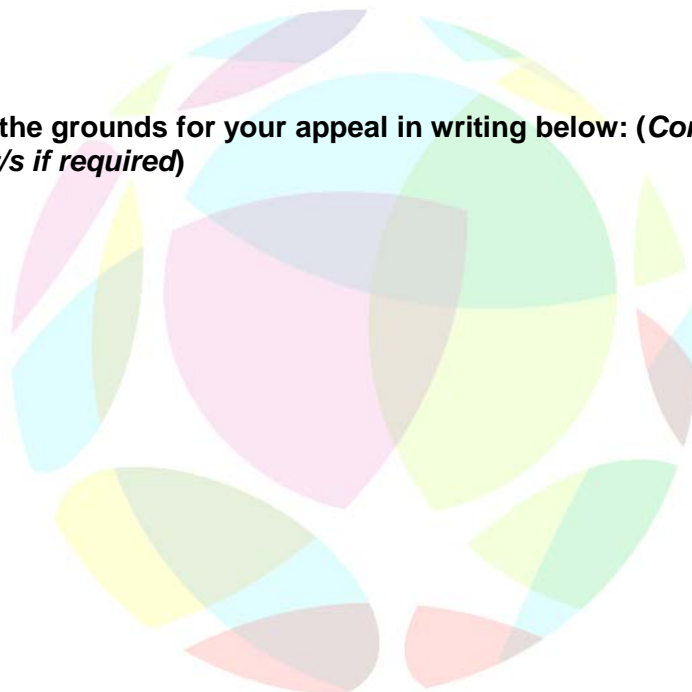 the grounds for your appeal in writing below: (Con
/s if required)